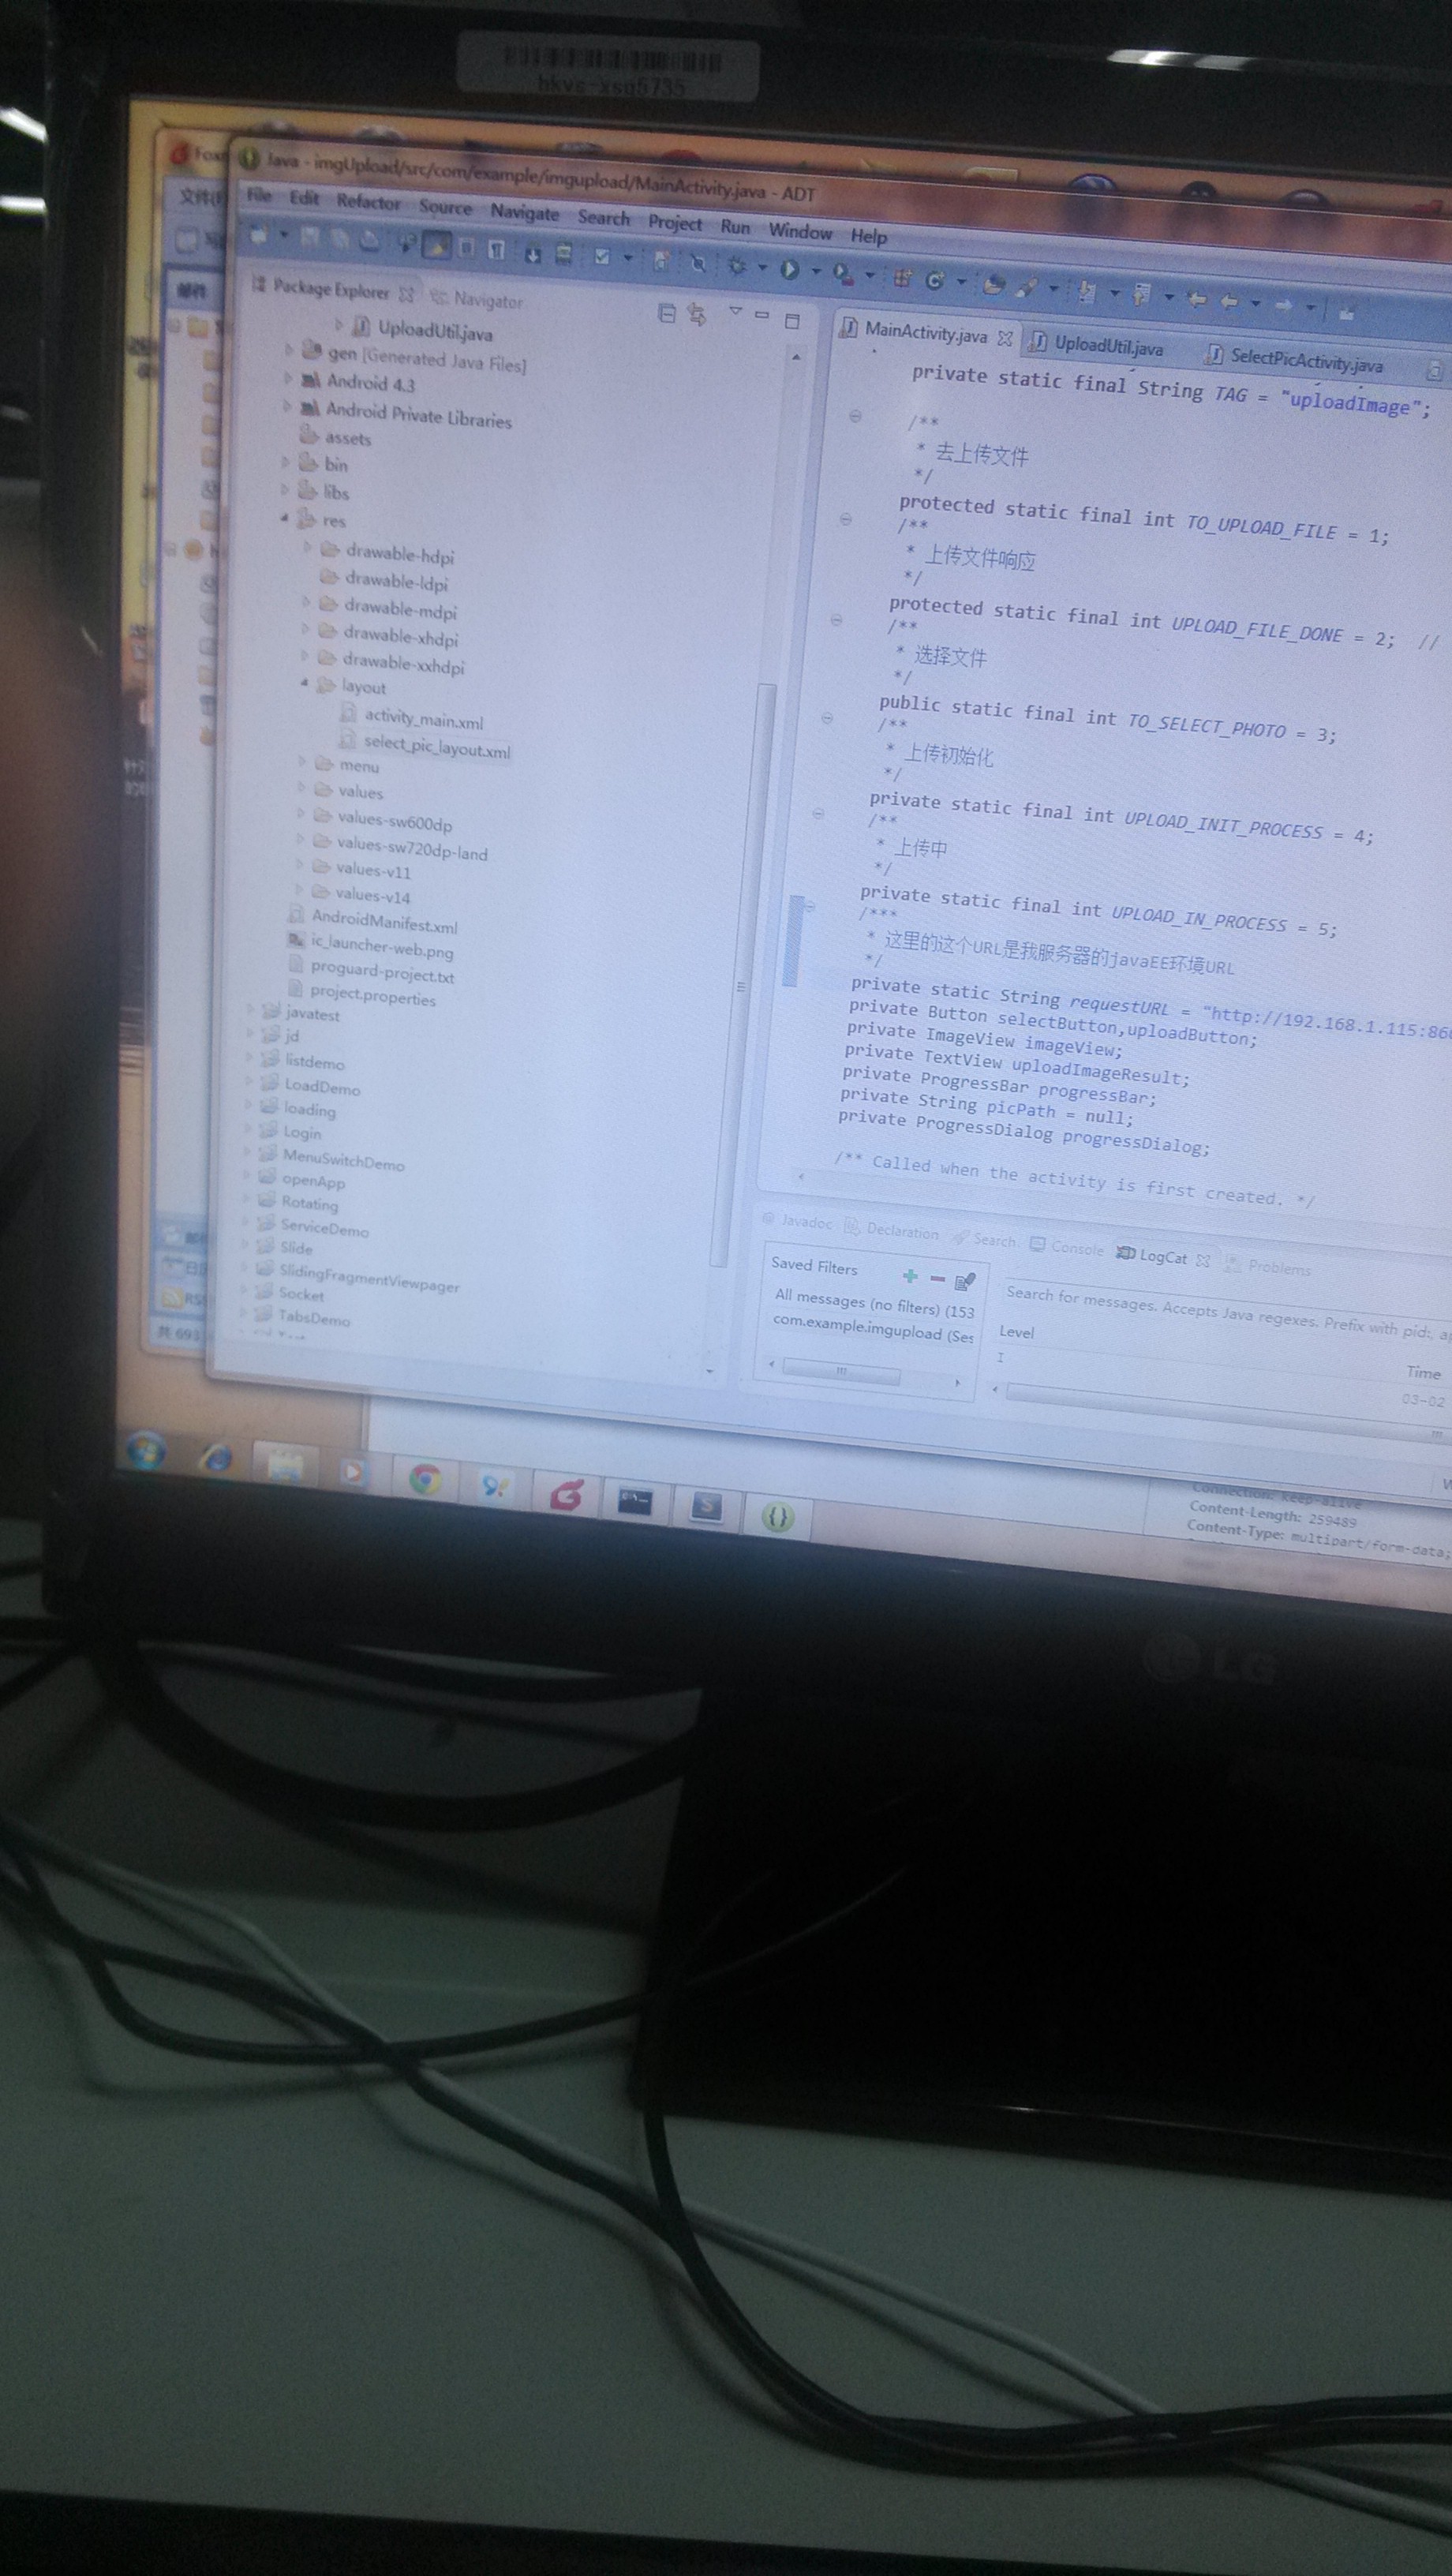 hkvs-xsu5735
Java - imgUpload/src/com/example/imgupload/MainActivity.java - ADT
File Edit Refactor Source Navigate Search Project Run Window Help
Package Explorer Navigator
UploadUtil.java
gen [Generated Java Files]
Android 4.3
Android Private Libraries
assets
bin
libs
res
drawable-hdpi
drawable-ldpi
drawable-mdpi
drawable-xhdpi
drawable-xxhdpi
layout
activity_main.xml
select_pic_layout.xml
menu
values
values-sw600dp
values-sw720dp-land
values-v11
values-v14
AndroidManifest.xml
ic_launcher-web.png
proguard-project.txt
project.properties
javatest
jd
listdemo
LoadDemo
loading
Login
MenuSwitchDemo
openApp
Rotating
ServiceDemo
Slide
SlidingFragmentViewpager
Socket
TabsDemo
MainActivity.java UploadUtil.java SelectPicActivity.java
private static final String TAG = "uploadImage";
/**
* 去上传文件
*/
protected static final int TO_UPLOAD_FILE = 1;
/**
* 上传文件响应
*/
protected static final int UPLOAD_FILE_DONE = 2; //
/**
* 选择文件
*/
public static final int TO_SELECT_PHOTO = 3;
/**
* 上传初始化
*/
private static final int UPLOAD_INIT_PROCESS = 4;
/**
* 上传中
*/
private static final int UPLOAD_IN_PROCESS = 5;
/***
* 这里的这个URL是我服务器的javaEE环境URL
*/
private static String requestURL = "http://192.168.1.115:86
private Button selectButton,uploadButton;
private ImageView imageView;
private TextView uploadImageResult;
private ProgressBar progressBar;
private String picPath = null;
private ProgressDialog progressDialog;
/** Called when the activity is first created. */
Javadoc Declaration Search Console LogCat Problems
Saved Filters
All messages (no filters) (153
com.example.imgupload (Ses
Search for messages. Accepts Java regexes. Prefix with pid:, a
Level Time
I 03-02
Connection: keep-alive
Content-Length: 259489
Content-Type: multipart/form-data;
LG